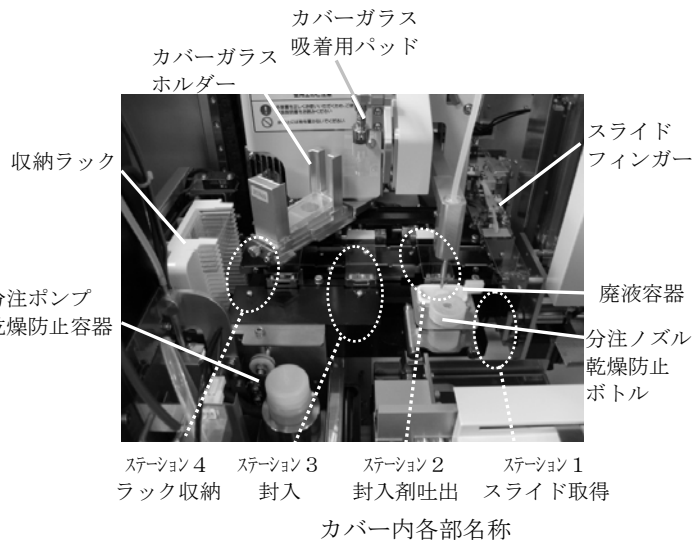 カバーガラス
吸着用パッド
カバーガラス
ホルダー
スライド
フィンガー
収納ラック
分注ポンプ
乾燥防止容器
廃液容器
分注ノズル
乾燥防止
ボトル
ステーション４
ラック収納
ステーション３
封入
ステーション２
封入剤吐出
ステーション１
スライド取得
カバー内各部名称